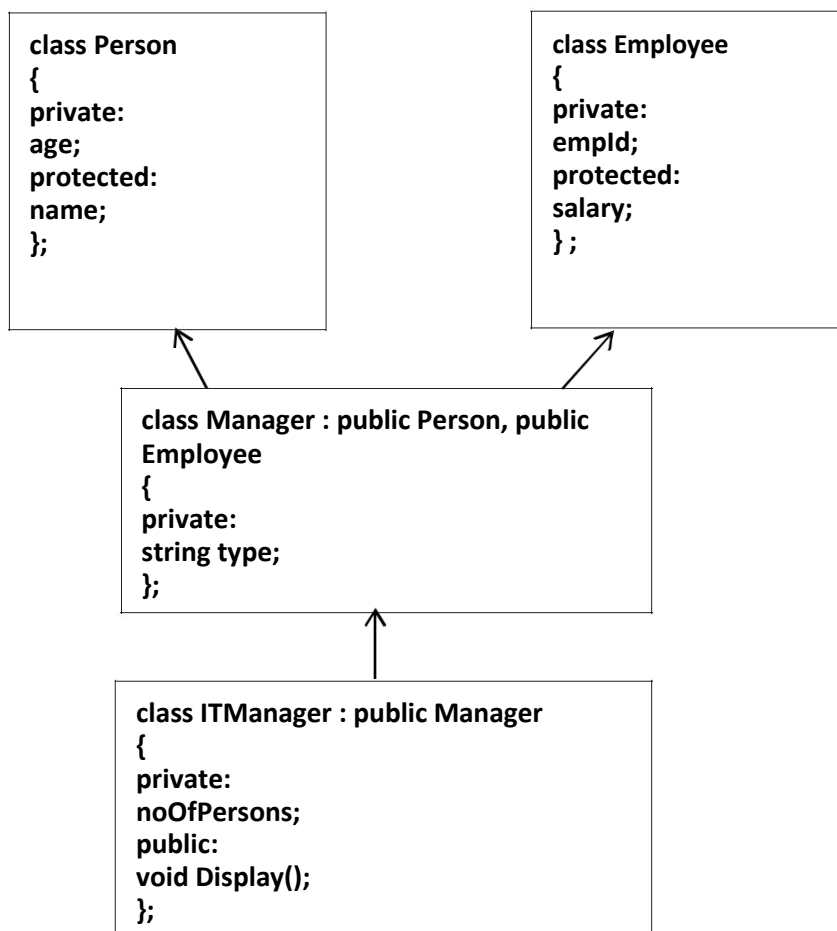 class Person
{
private:
age;
protected:
name;
};
class Employee
{
private:
empId;
protected:
salary;
} ;
class Manager : public Person, public
Employee
{
private:
string type;
};
class ITManager : public Manager
{
private:
noOfPersons;
public:
void Display();
};